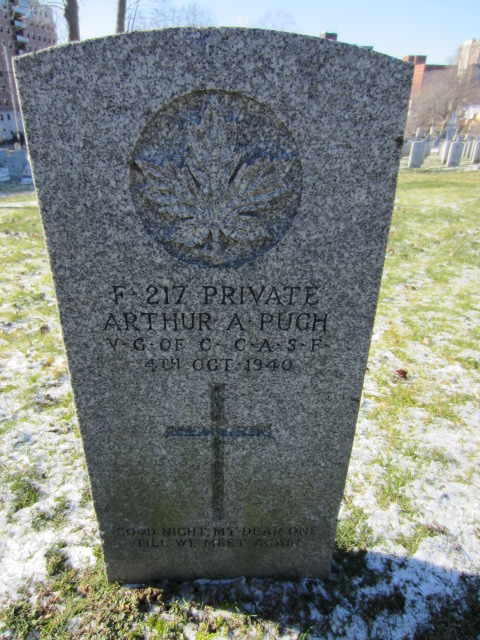 F-217 PRIVATE
ARTHUR A PUGH
V-G-OF C- C-A-S-F-
4TH OCT 1940
GOOD NIGHT MY DEAR ONE
TILL WE MEET AGAIN